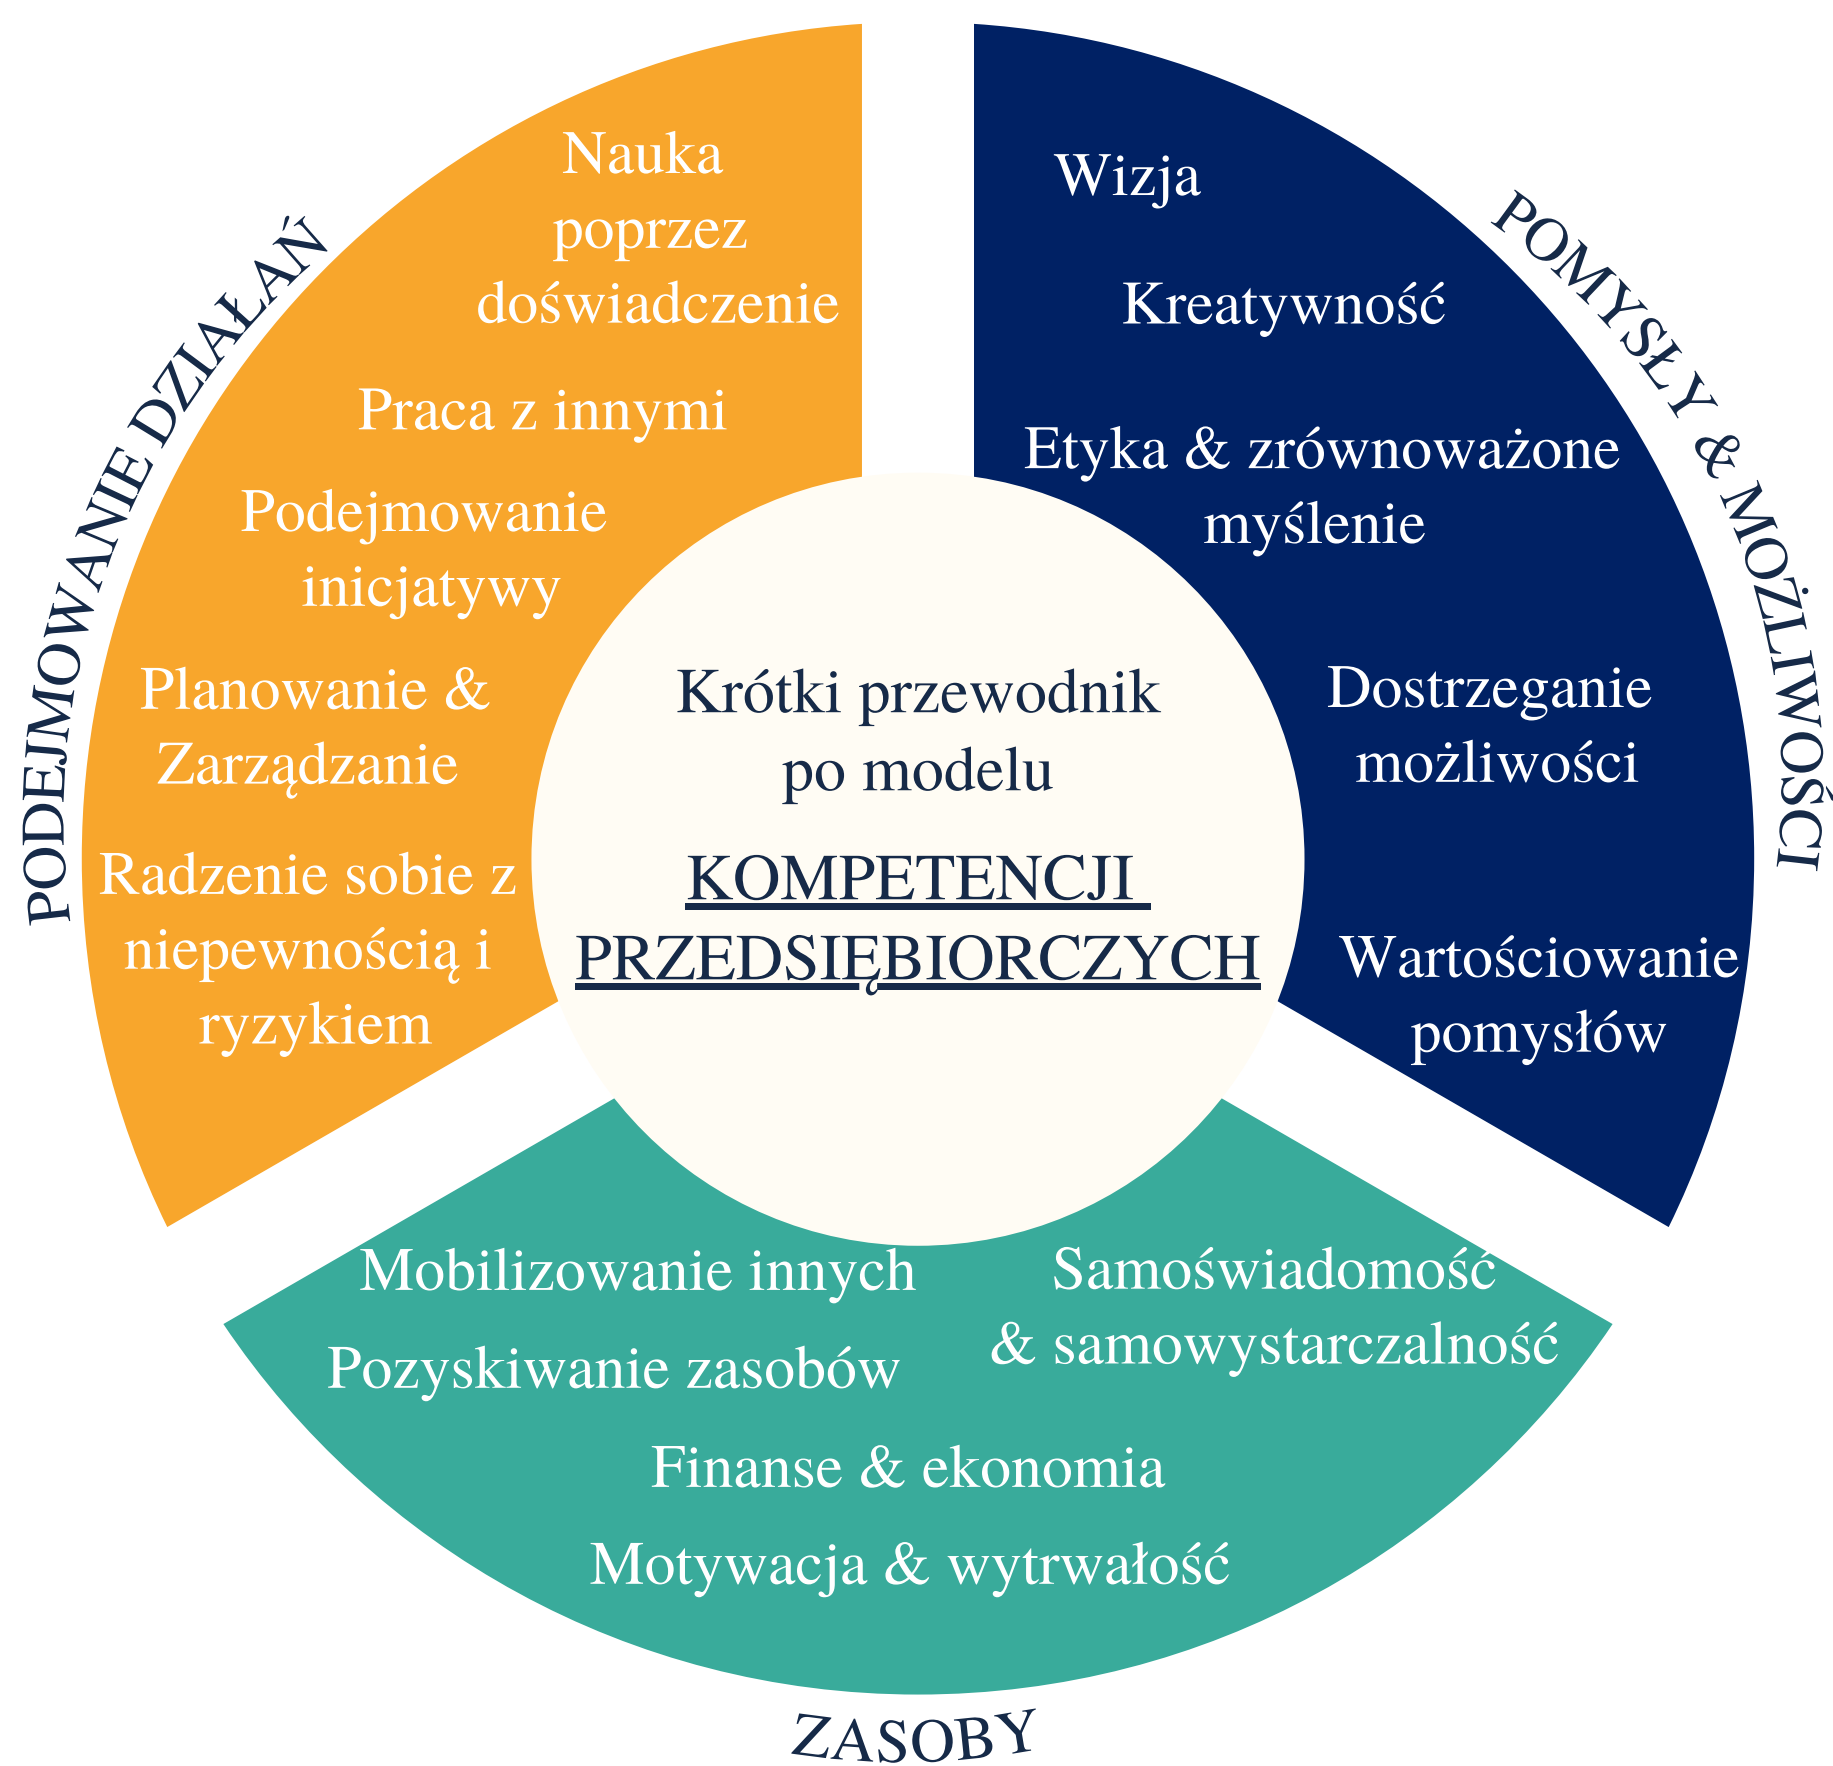 PODEJMOWANIE DZIAŁAŃ
Nauka
poprzez
doświadczenie
Praca z innymi
Podejmowanie
inicjatywy
Planowanie &
Zarządzanie
Radzenie sobie z
niepewnością i
ryzykiem
POMYSŁY & MOŻLIWOŚCI
Wizja
Kreatywność
Etyka & zrównoważone
myślenie
Dostrzeganie
możliwości
Wartościowanie
pomysłów
Krótki przewodnik
po modelu
KOMPETENCJI
PRZEDSIĘBIORCZYCH
Mobilizowanie innych
Pozyskiwanie zasobów
Samoświadomość
& samowystarczalność
Finanse & ekonomia
Motywacja & wytrwałość
ZASOBY